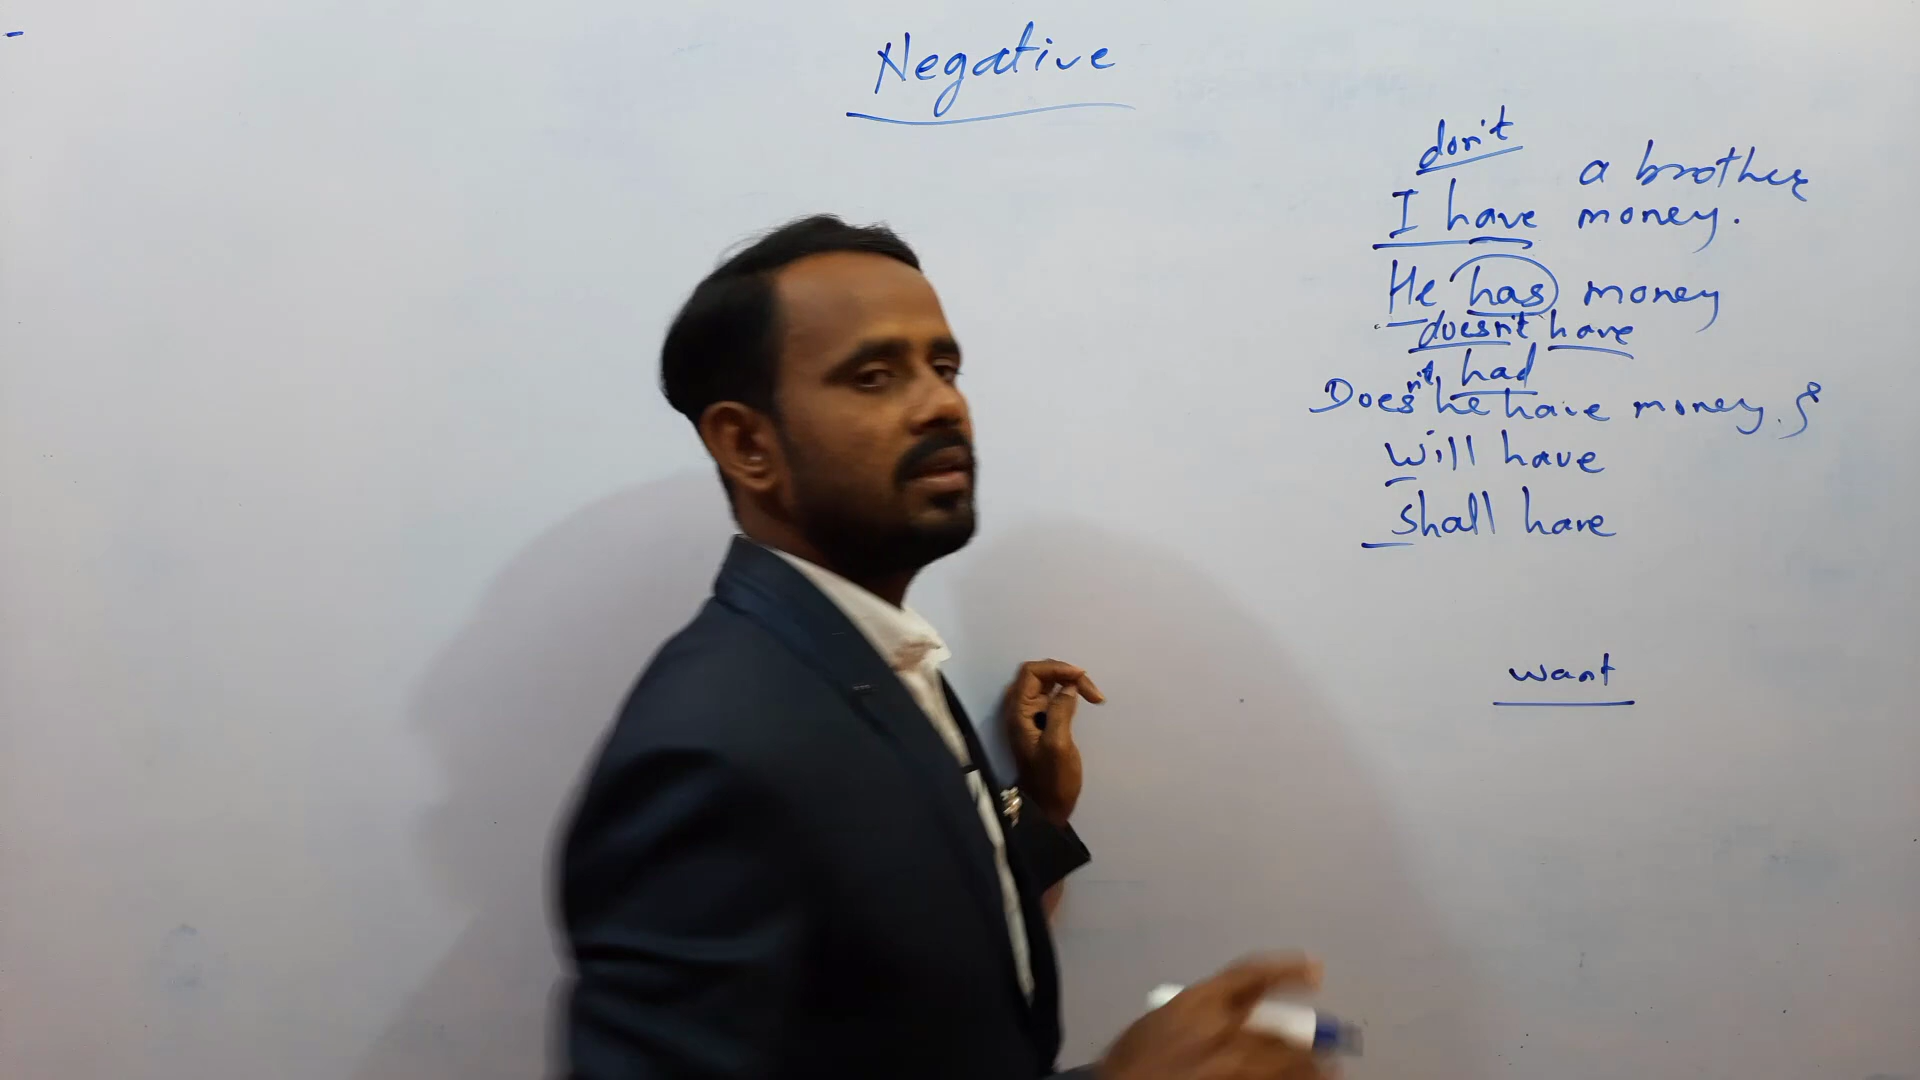 Negative
don't
a brother
I have money.
He has money
doesn't have
had
Doesn't he have money.?
will have
shall have
want